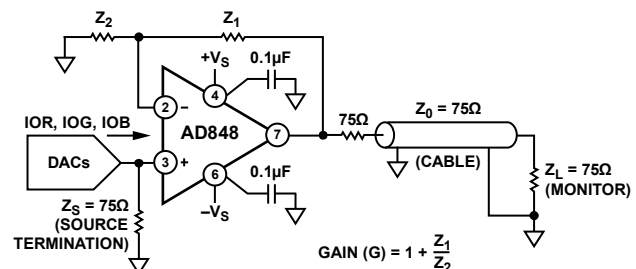 Z2
Z1
+VS
0.1µF
4
2
–
IOR, IOG, IOB
AD848
7
75Ω
Z0 = 75Ω
DACs
3
+
6
0.1µF
(CABLE)
ZL = 75Ω
(MONITOR)
ZS = 75Ω
(SOURCE
TERMINATION)
–VS
GAIN (G) = 1 + Z1/Z2